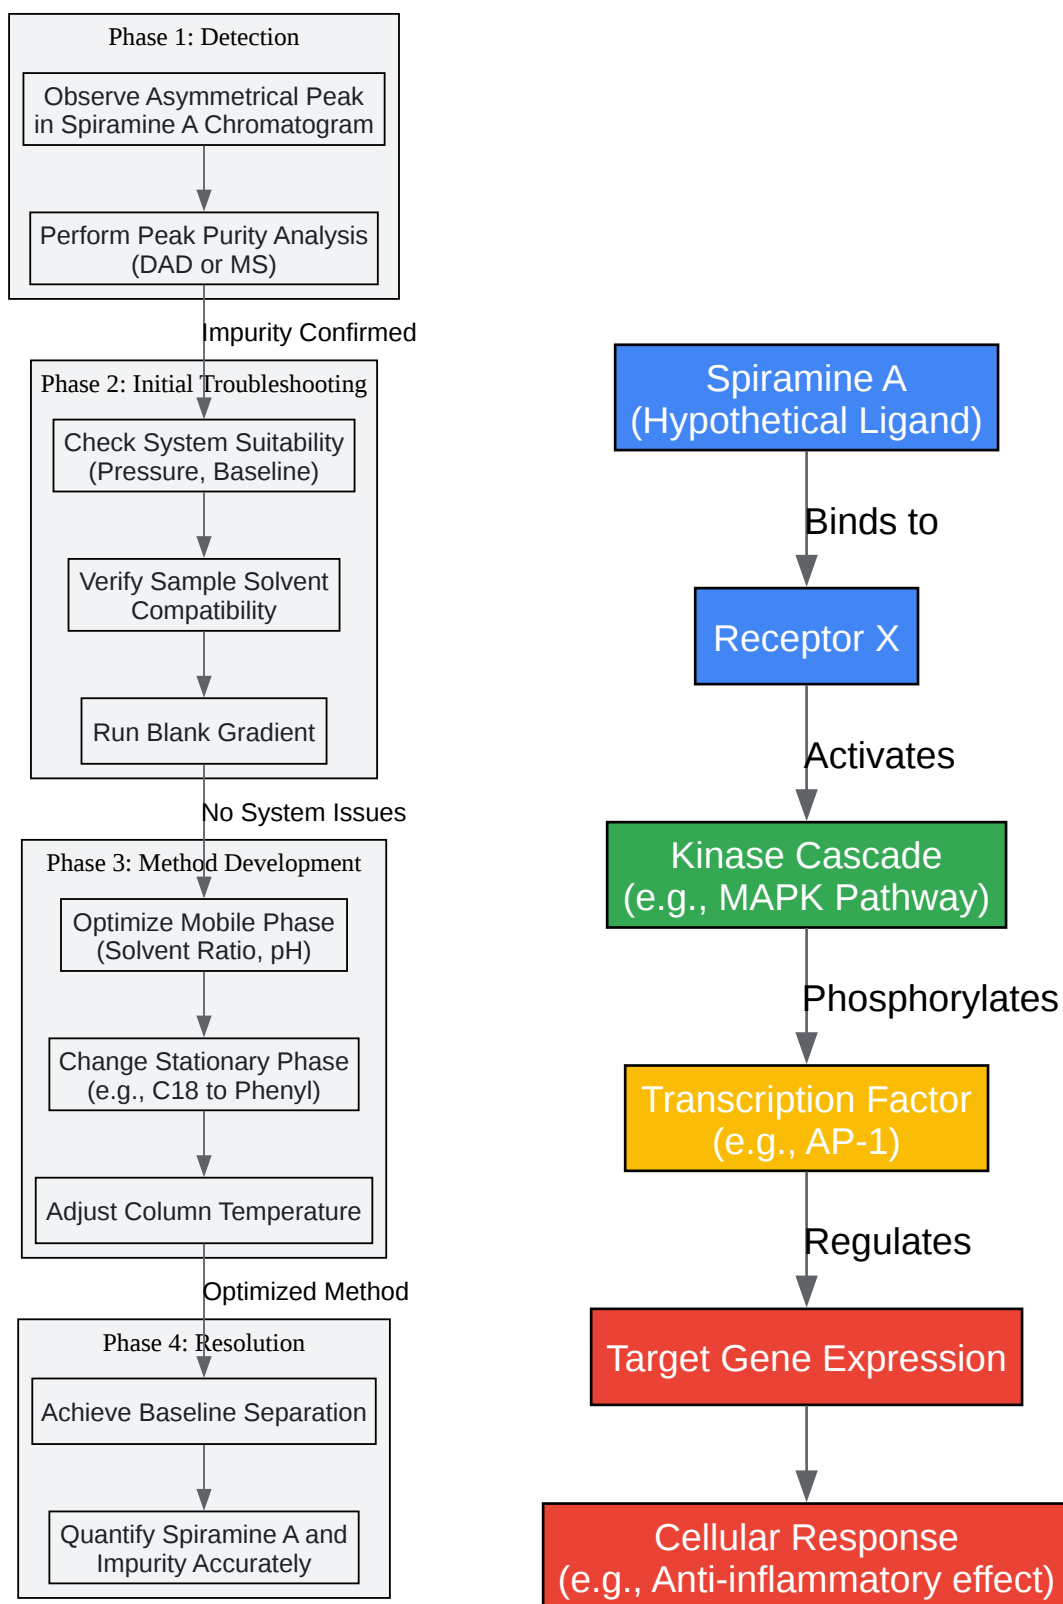 Phase 1: Detection
Observe Asymmetrical Peak
in Spiramine A Chromatogram
Perform Peak Purity Analysis
(DAD or MS)
Impurity Confirmed
Phase 2: Initial Troubleshooting
Check System Suitability
(Pressure, Baseline)
Verify Sample Solvent
Compatibility
Run Blank Gradient
No System Issues
Phase 3: Method Development
Optimize Mobile Phase
(Solvent Ratio, pH)
Change Stationary Phase
(e.g., C18 to Phenyl)
Adjust Column Temperature
Optimized Method
Phase 4: Resolution
Achieve Baseline Separation
Quantify Spiramine A and
Impurity Accurately
Spiramine A
(Hypothetical Ligand)
Binds to
Receptor X
Activates
Kinase Cascade
(e.g., MAPK Pathway)
Phosphorylates
Transcription Factor
(e.g., AP-1)
Regulates
Target Gene Expression
Cellular Response
(e.g., Anti-inflammatory effect)